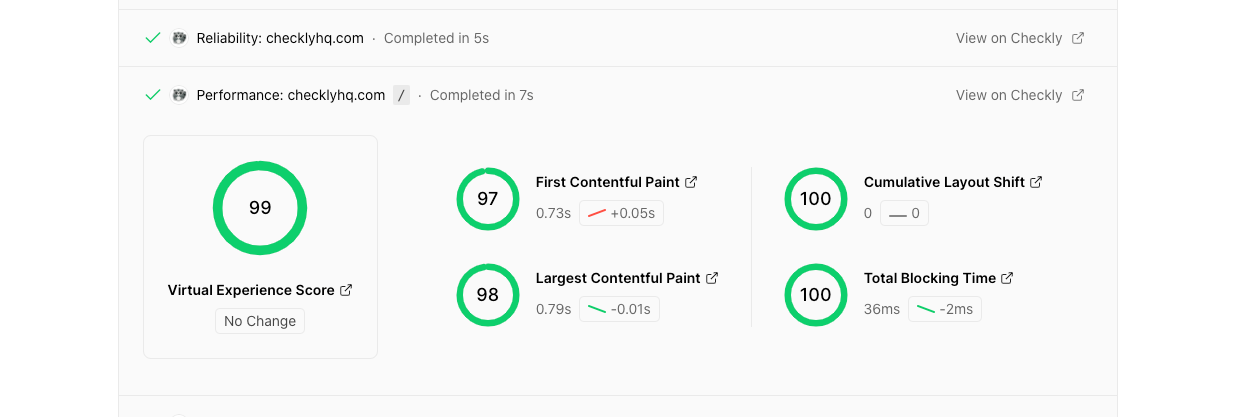 Reliability: checklyhq.com · Completed in 5s View on Checkly
Performance: checklyhq.com / · Completed in 7s View on Checkly
99
Virtual Experience Score
No Change
97
First Contentful Paint
0.73s +0.05s
98
Largest Contentful Paint
0.79s -0.01s
100
Cumulative Layout Shift
0 0
100
Total Blocking Time
36ms -2ms